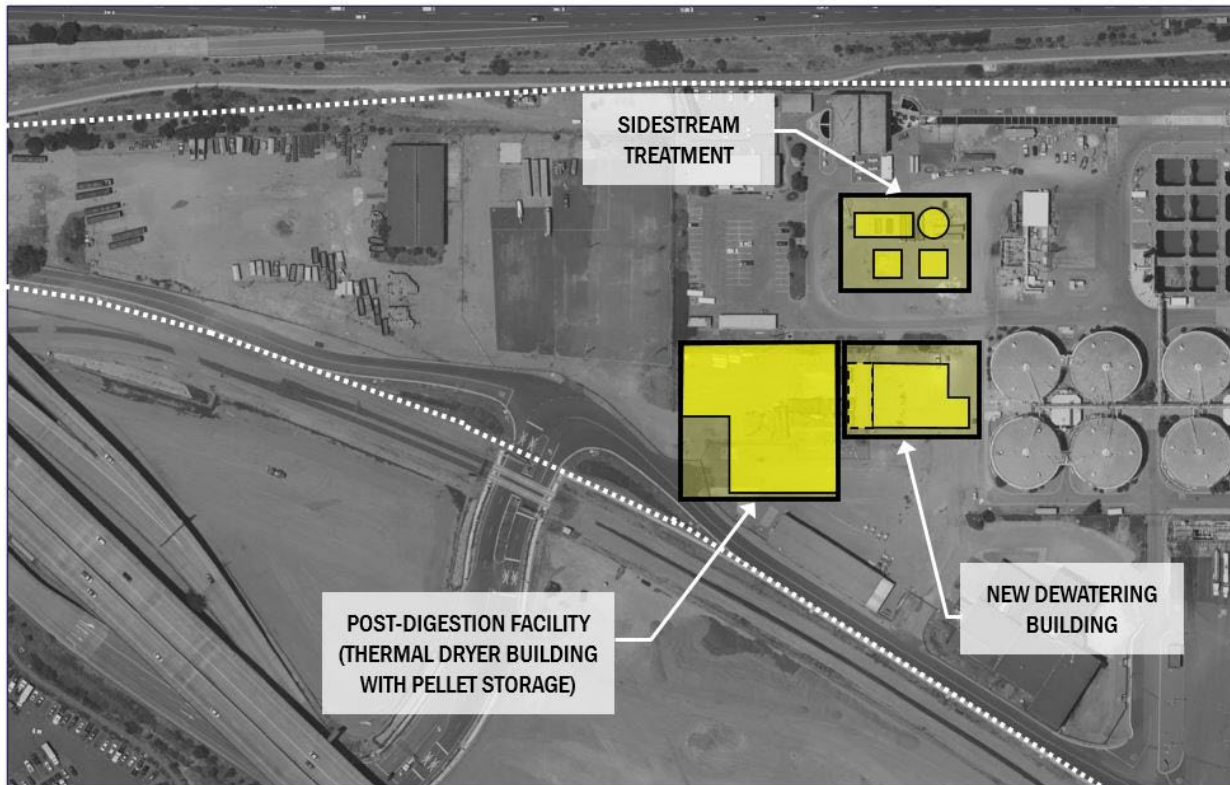 SIDESTREAM
TREATMENT
POST-DIGESTION FACILITY
(THERMAL DRYER BUILDING
WITH PELLET STORAGE)
NEW DEWATERING
BUILDING